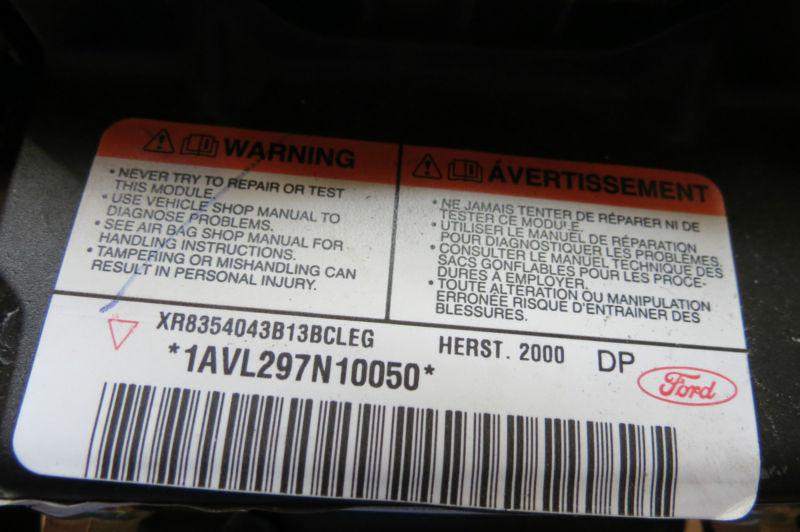 WARNING
• NEVER TRY TO REPAIR OR TEST
THIS MODULE.
• USE VEHICLE SHOP MANUAL TO
DIAGNOSE PROBLEMS.
• SEE AIR BAG SHOP MANUAL FOR
HANDLING INSTRUCTIONS.
• TAMPERING OR MISHANDLING CAN
RESULT IN PERSONAL INJURY.
ÁVERTISSEMENT
• NE JAMAIS TENTER DE RÉPARER NI DE
TESTER CE MODULE.
• UTILISER LE MANUEL DE RÉPARATION
POUR DIAGNOSTIQUER LES PROBLÈMES.
• CONSULTER LE MANUEL TECHNIQUE DES
SACS GONFLABLES POUR LES PROCE-
DURES À EMPLOYER.
• TOUTE ALTÉRATION OU MANIPULATION
ERRONÉE RISQUE D'ENTRAINER DES
BLESSURES.
XR8354043B13BCLEG
HERST. 2000 DP
*1AVL297N10050*
Ford